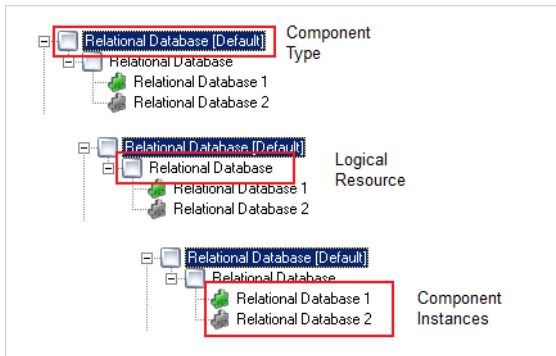 Relational Database [Default]
Component
Type
Relational Database
Relational Database 1
Relational Database 2
Relational Database [Default]
Relational Database
Logical
Resource
Relational Database 1
Relational Database 2
Relational Database [Default]
Relational Database
Relational Database 1
Component
Relational Database 2
Instances